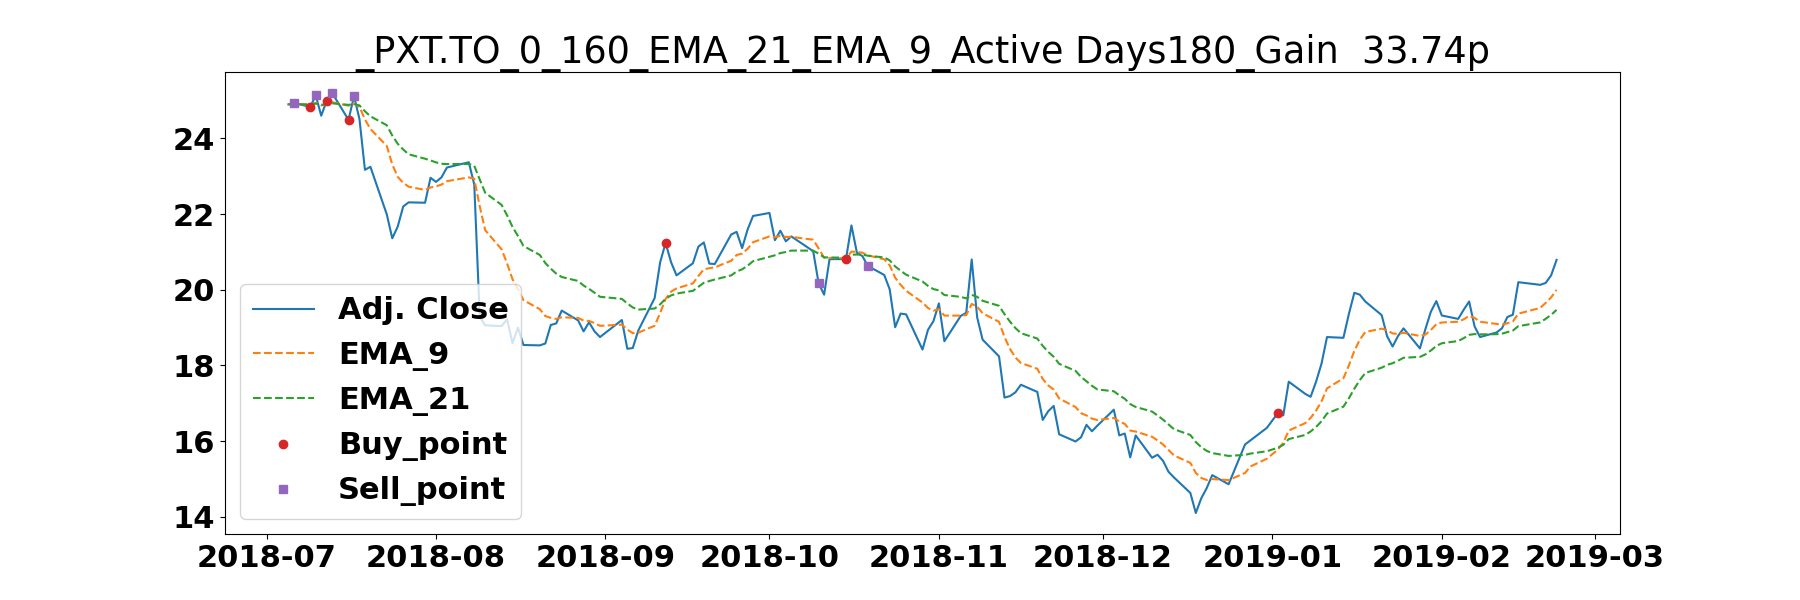 _PXT.TO_0_160_EMA_21_EMA_9_Active Days180_Gain  33.74p
24
22
20
18
16
14
Adj. Close
EMA_9
EMA_21
Buy_point
Sell_point
2018-07 2018-08 2018-09 2018-10 2018-11 2018-12 2019-01 2019-02 2019-03